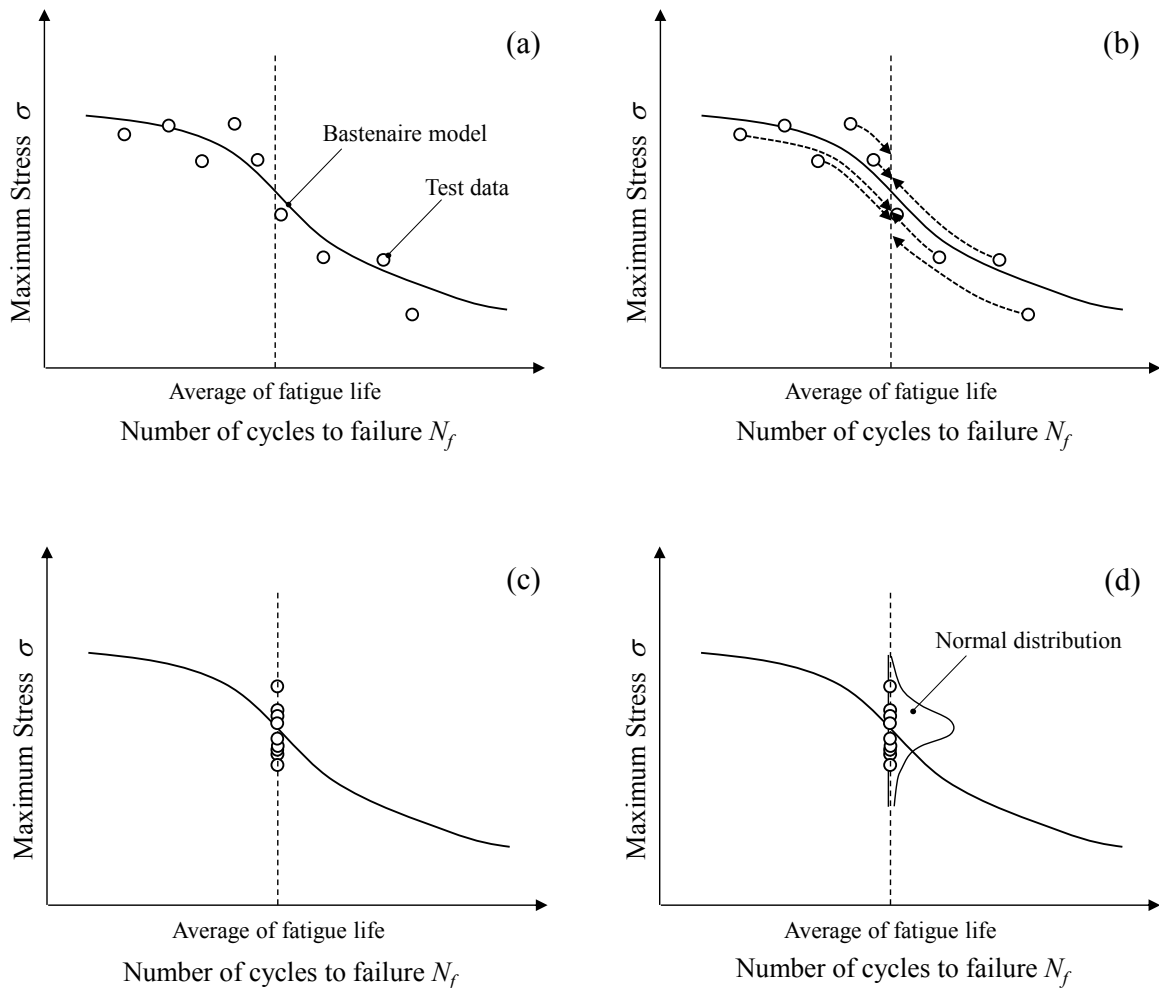 (a)
Maximum Stress σ
Bastenaire model
Test data
Average of fatigue life
Number of cycles to failure N_f
(b)
Maximum Stress σ
Average of fatigue life
Number of cycles to failure N_f
(c)
Maximum Stress σ
Average of fatigue life
Number of cycles to failure N_f
(d)
Maximum Stress σ
Normal distribution
Average of fatigue life
Number of cycles to failure N_f